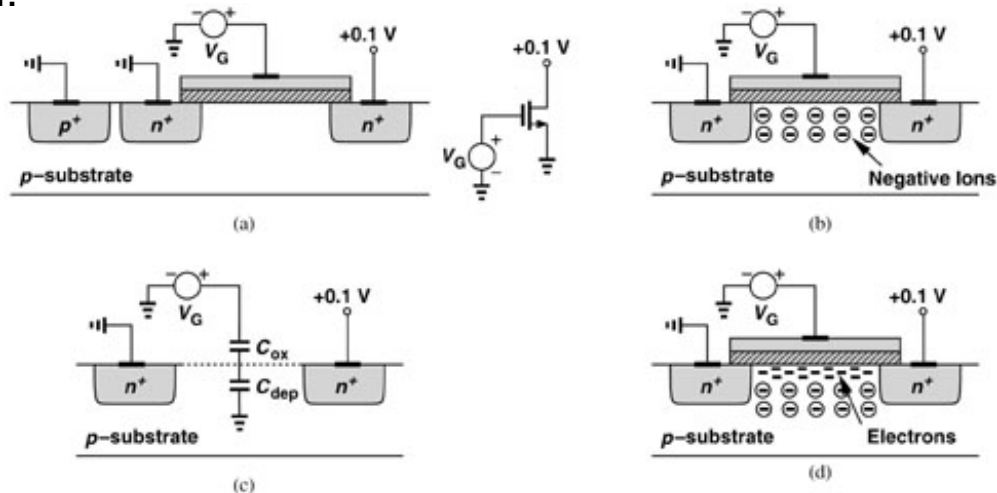 +0.1 V
V_G
p+
n+
n+
p-substrate
(a)
+0.1 V
V_G
+0.1 V
V_G
n+
n+
p-substrate
Negative Ions
(b)
+0.1 V
V_G
C_ox
C_dep
n+
n+
p-substrate
(c)
+0.1 V
V_G
n+
n+
p-substrate
Electrons
(d)